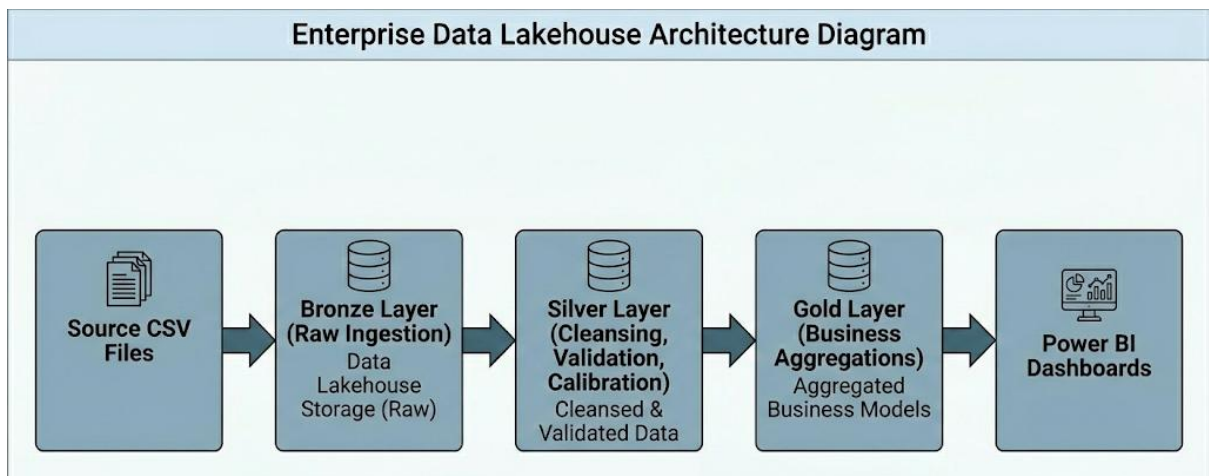 Enterprise Data Lakehouse Architecture Diagram
Source CSV
Files
Bronze Layer
(Raw Ingestion)
Data
Lakehouse
Storage (Raw)
Silver Layer
(Cleansing,
Validation,
Calibration)
Cleansed &
Validated Data
Gold Layer
(Business
Aggregations)
Aggregated
Business Models
Power BI
Dashboards